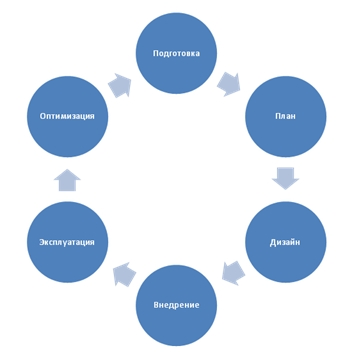 Подготовка
План
Дизайн
Внедрение
Эксплуатация
Оптимизация